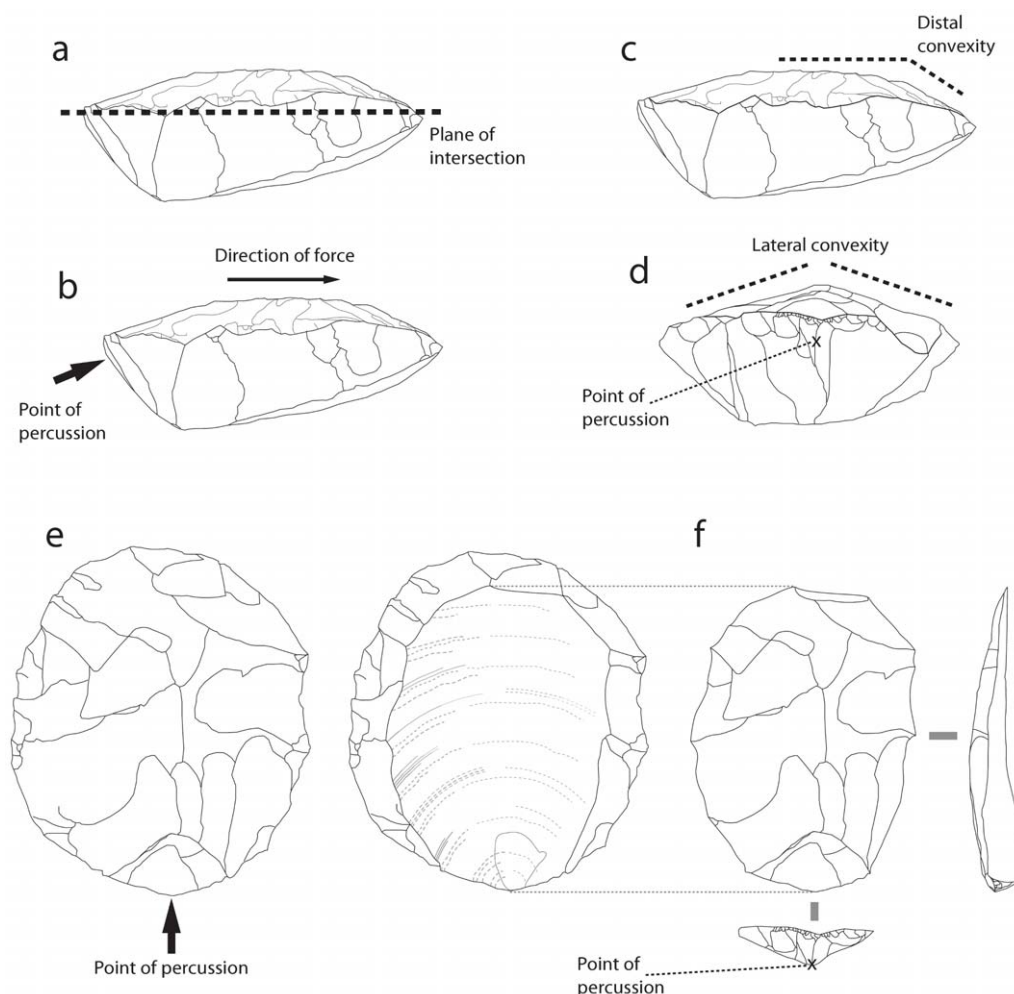 a
Plane of
intersection
c
Distal
convexity
b
Direction of force
Point of
percussion
d
Lateral convexity
x
Point of
percussion
e
Point of percussion
f
x
Point of
percussion